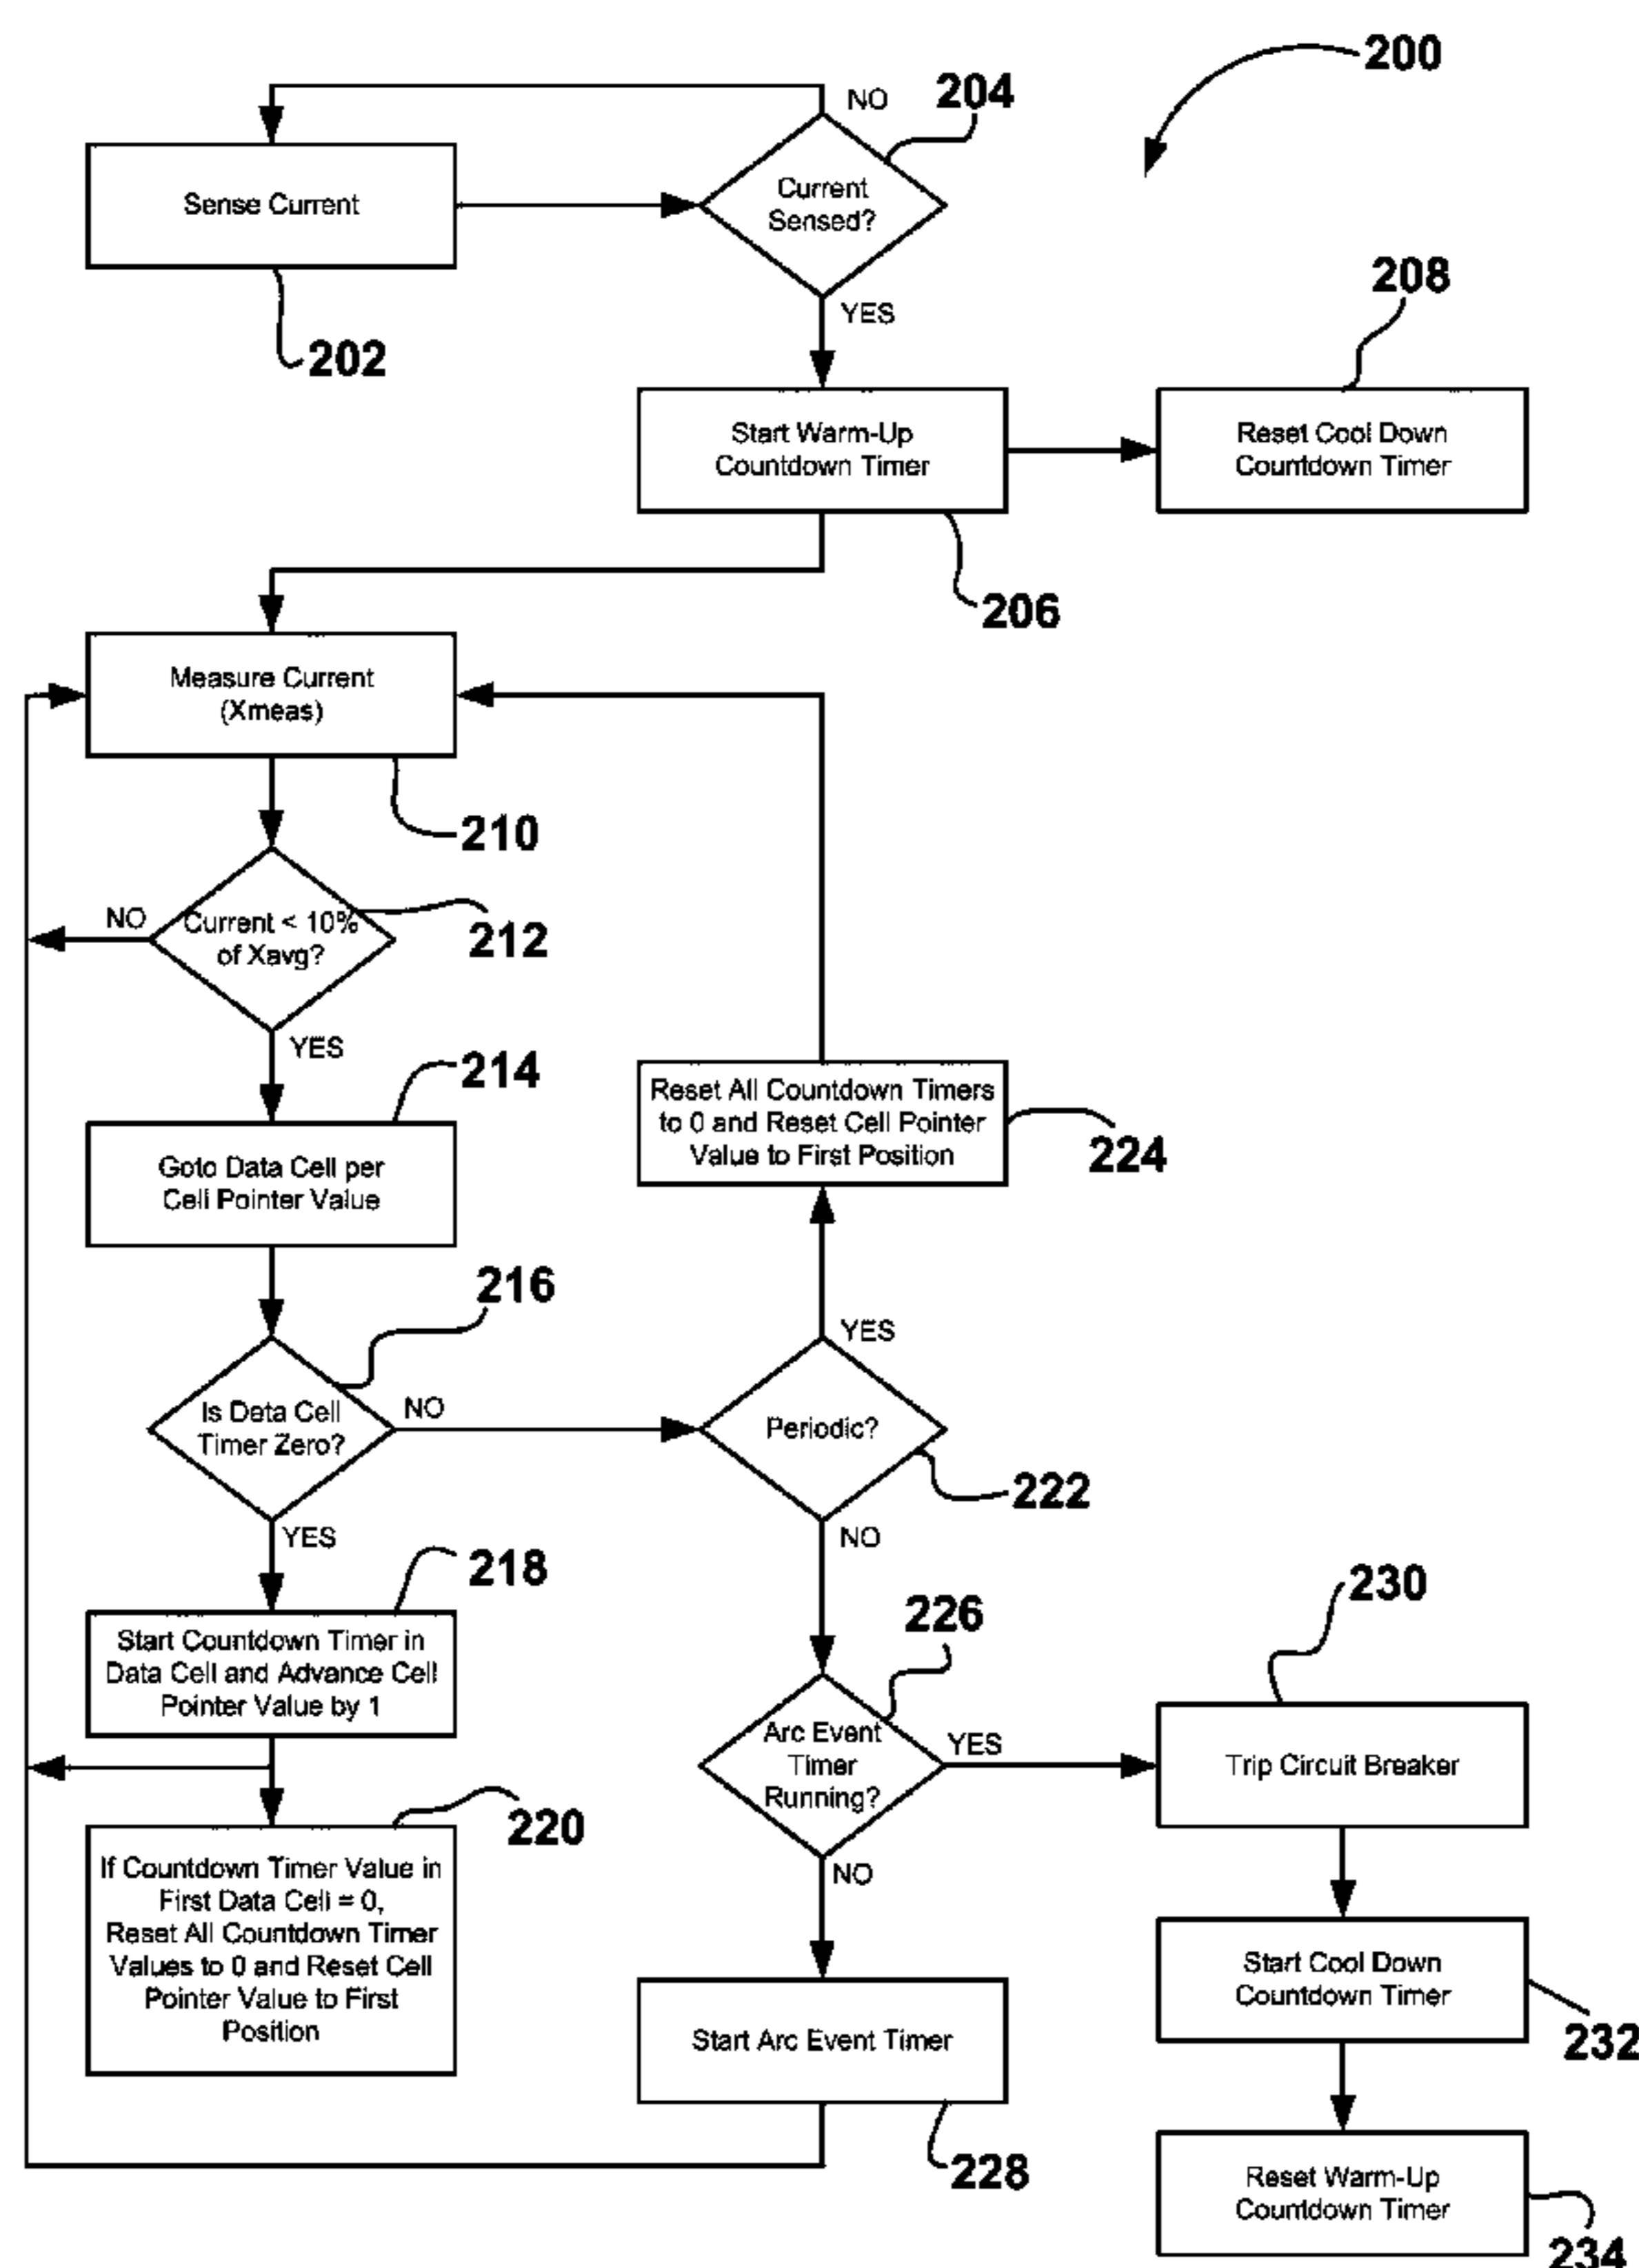 200
NO
204
Sense Current
Current
Sensed?
202
YES
208
Start Warm-Up
Countdown Timer
Reset Cool Down
Countdown Timer
206
Measure Current
(Xmeas)
210
NO
Current < 10%
of Xavg?
212
YES
214
Goto Data Cell per
Cell Pointer Value
Reset All Countdown Timers
to 0 and Reset Cell Pointer
Value to First Position
224
216
Is Data Cell
Timer Zero?
NO
YES
Periodic?
222
YES
NO
218
Start Countdown Timer in
Data Cell and Advance Cell
Pointer Value by 1
226
230
Arc Event
Timer
Running?
YES
Trip Circuit Breaker
220
If Countdown Timer Value in
First Data Cell = 0,
Reset All Countdown Timer
Values to 0 and Reset Cell
Pointer Value to First
Position
NO
Start Cool Down
Countdown Timer
232
Start Arc Event Timer
228
Reset Warm-Up
Countdown Timer
234